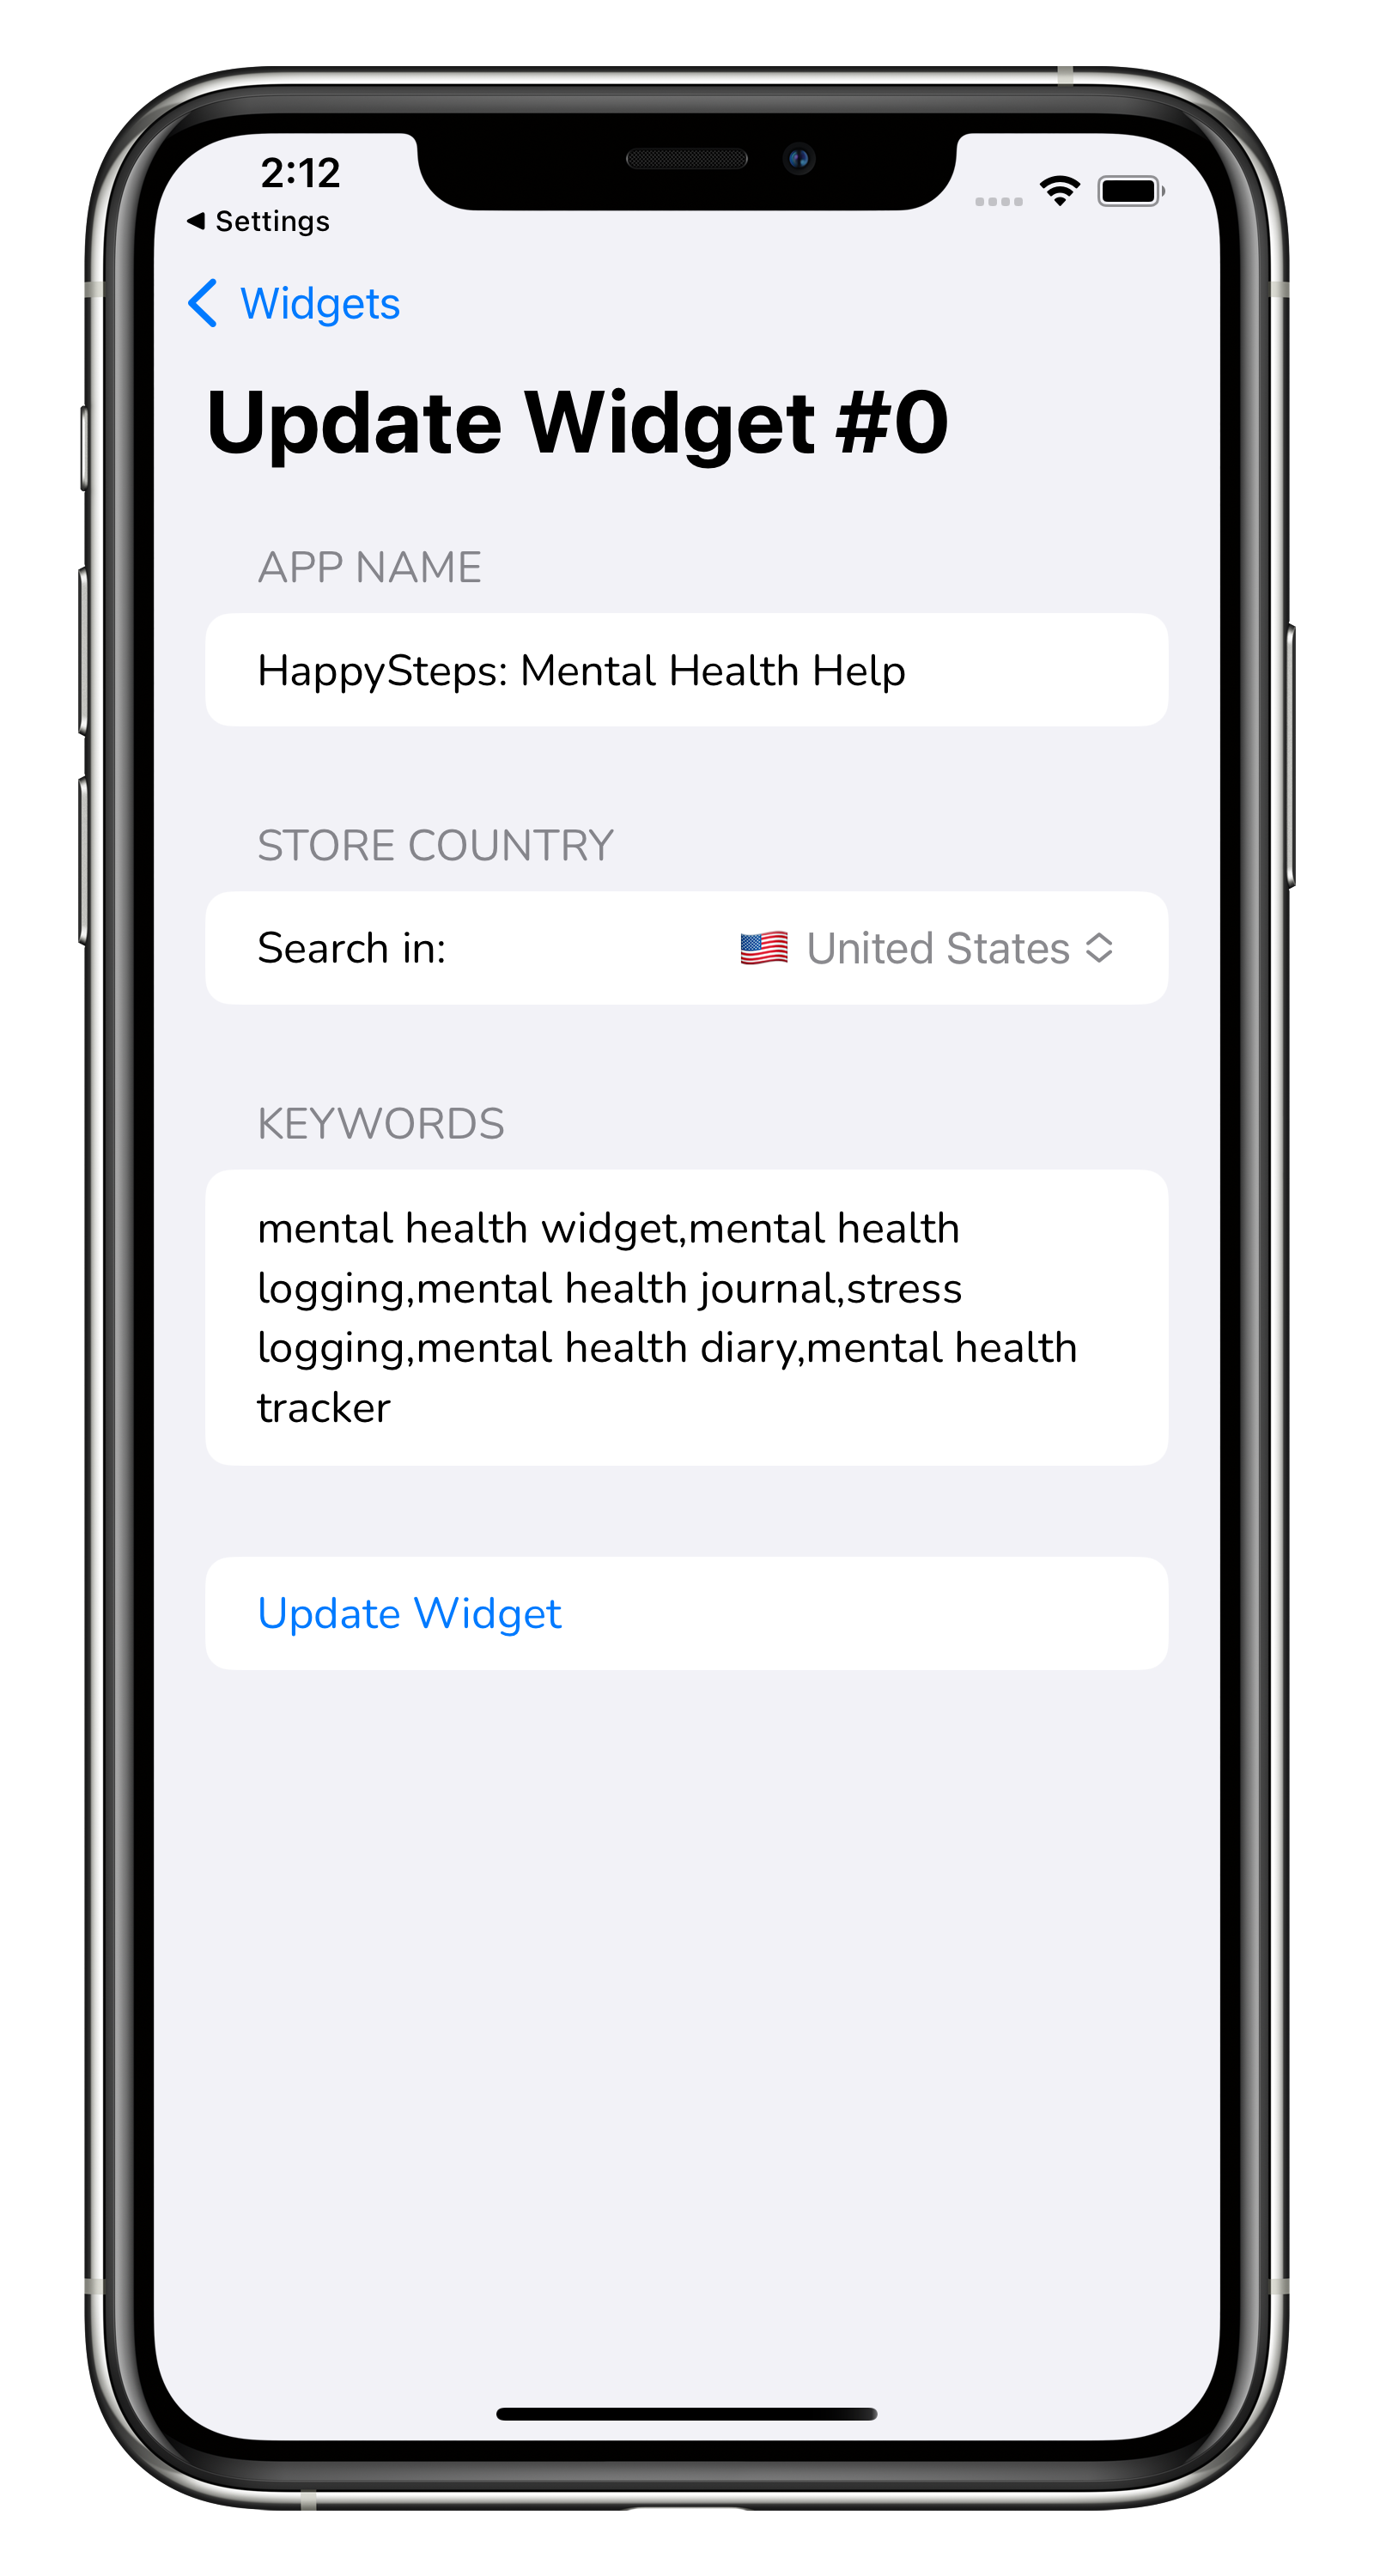 2:12
◀ Settings
Widgets
Update Widget #0
APP NAME
HappySteps: Mental Health Help
STORE COUNTRY
Search in: 🇺🇸 United States
KEYWORDS
mental health widget,mental health
logging,mental health journal,stress
logging,mental health diary,mental health
tracker
Update Widget